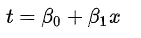 t = β₀ + β₁x